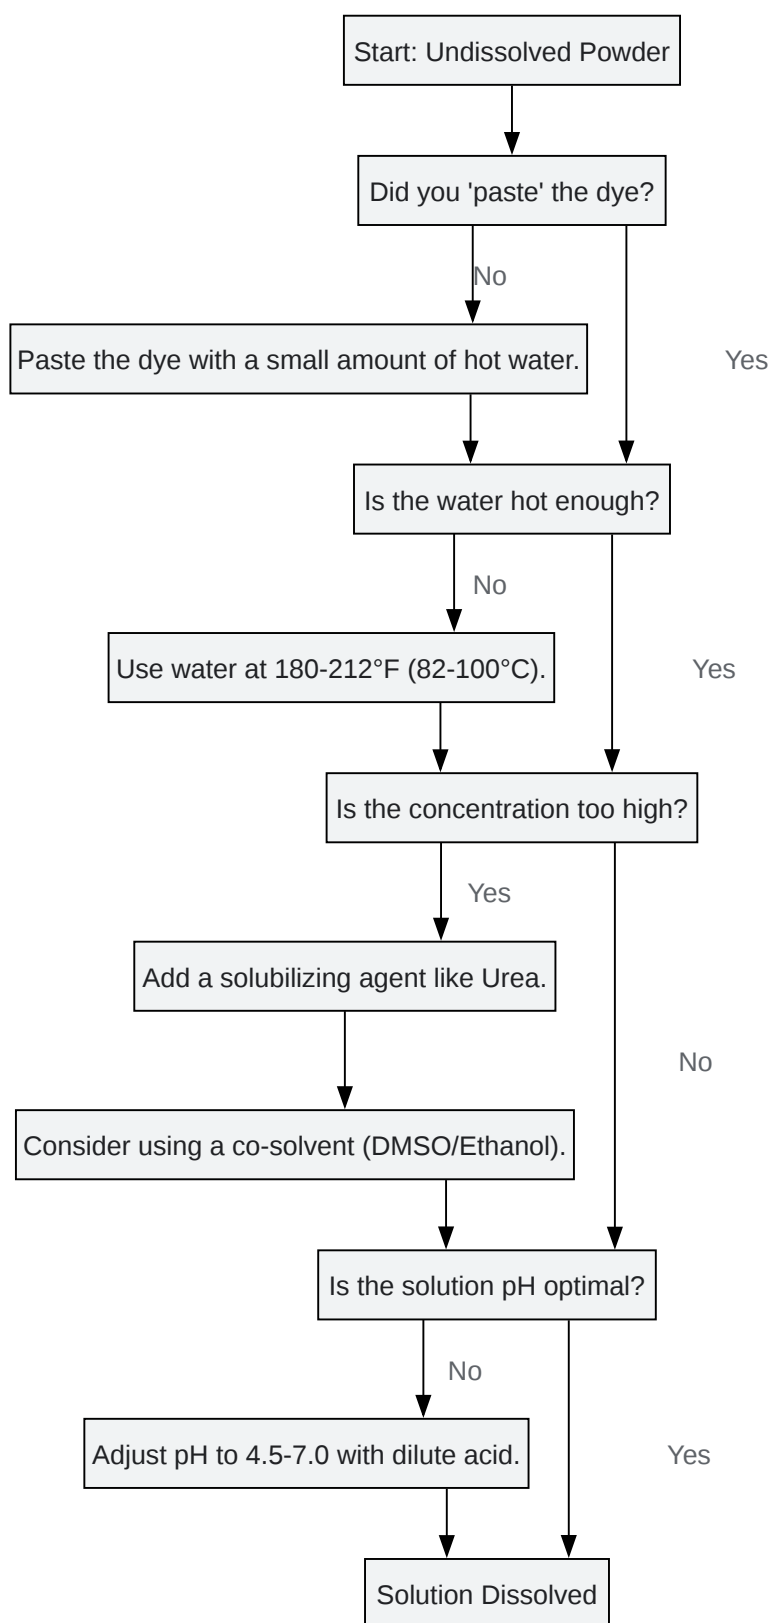 Start: Undissolved Powder
Did you 'paste' the dye?
No
Paste the dye with a small amount of hot water.
Yes
Is the water hot enough?
No
Use water at 180-212°F (82-100°C).
Yes
Is the concentration too high?
Yes
Add a solubilizing agent like Urea.
No
Consider using a co-solvent (DMSO/Ethanol).
Is the solution pH optimal?
No
Adjust pH to 4.5-7.0 with dilute acid.
Yes
Solution Dissolved